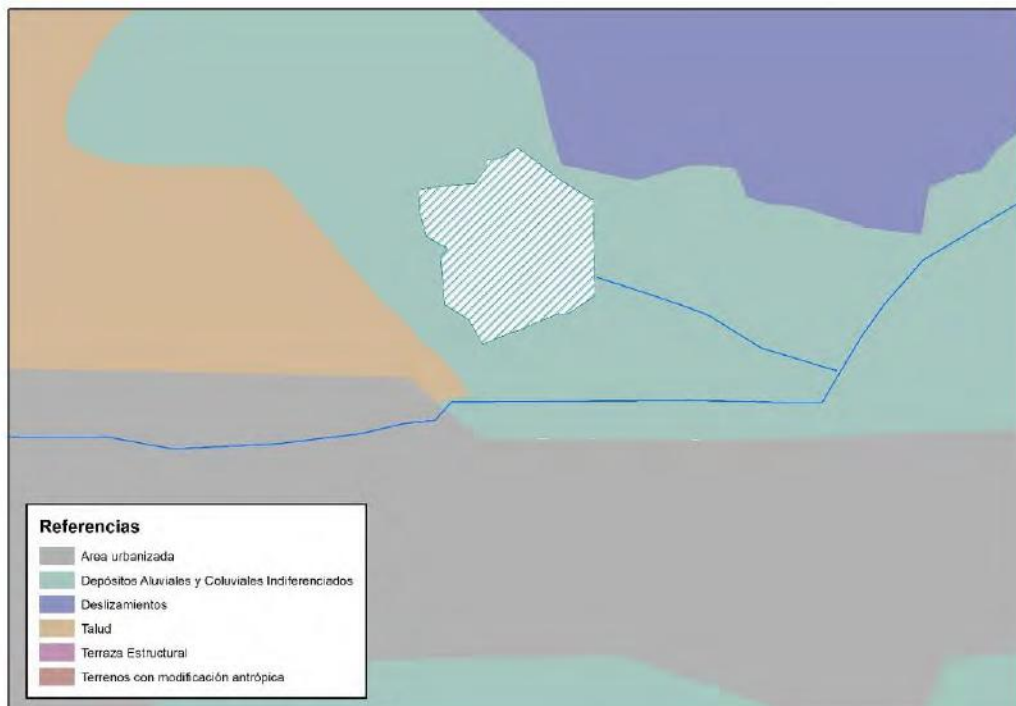 Referencias
Area urbanizada
Depósitos Aluviales y Coluviales Indiferenciados
Deslizamientos
Talud
Terraza Estructural
Terrenos con modificación antrópica